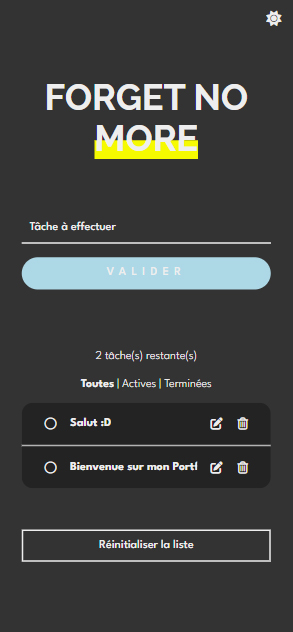 FORGET NO
MORE
Tâche à effectuer
VALIDER
2 tâche(s) restante(s)
Toutes | Actives | Terminées
Salut :D
Bienvenue sur mon Portf
Réinitialiser la liste